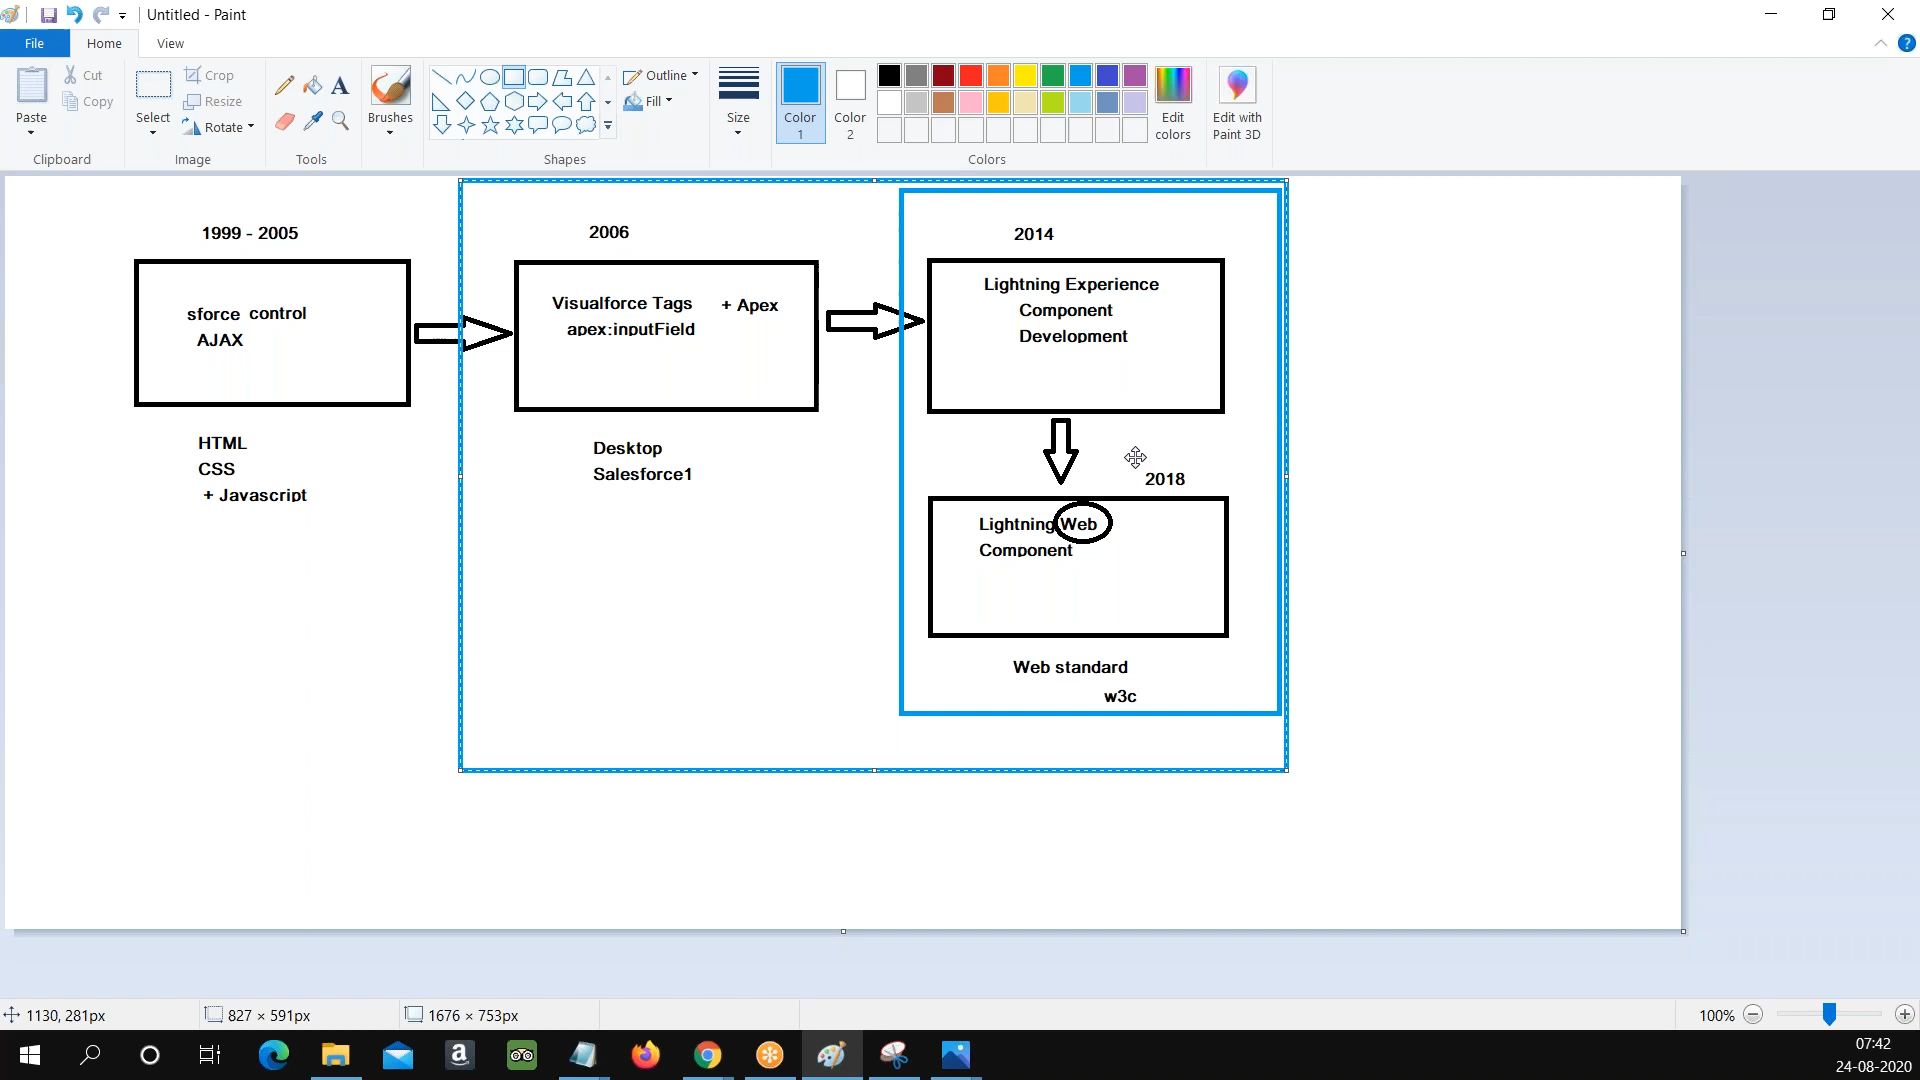 Untitled - Paint
File
Home
View
Paste
Cut
Copy
Clipboard
Select
Crop
Resize
Rotate
Image
Tools
Brushes
Shapes
Outline
Fill
Size
Color 1
Color 2
Colors
Edit colors
Edit with Paint 3D
1999 - 2005
sforce control
AJAX
HTML
CSS
+ Javascript
2006
Visualforce Tags + Apex
apex:inputField
Desktop
Salesforce1
2014
Lightning Experience
Component
Development
2018
Lightning Web
Component
Web standard
w3c
1130, 281px
827 × 591px
1676 × 753px
100%
07:42
24-08-2020